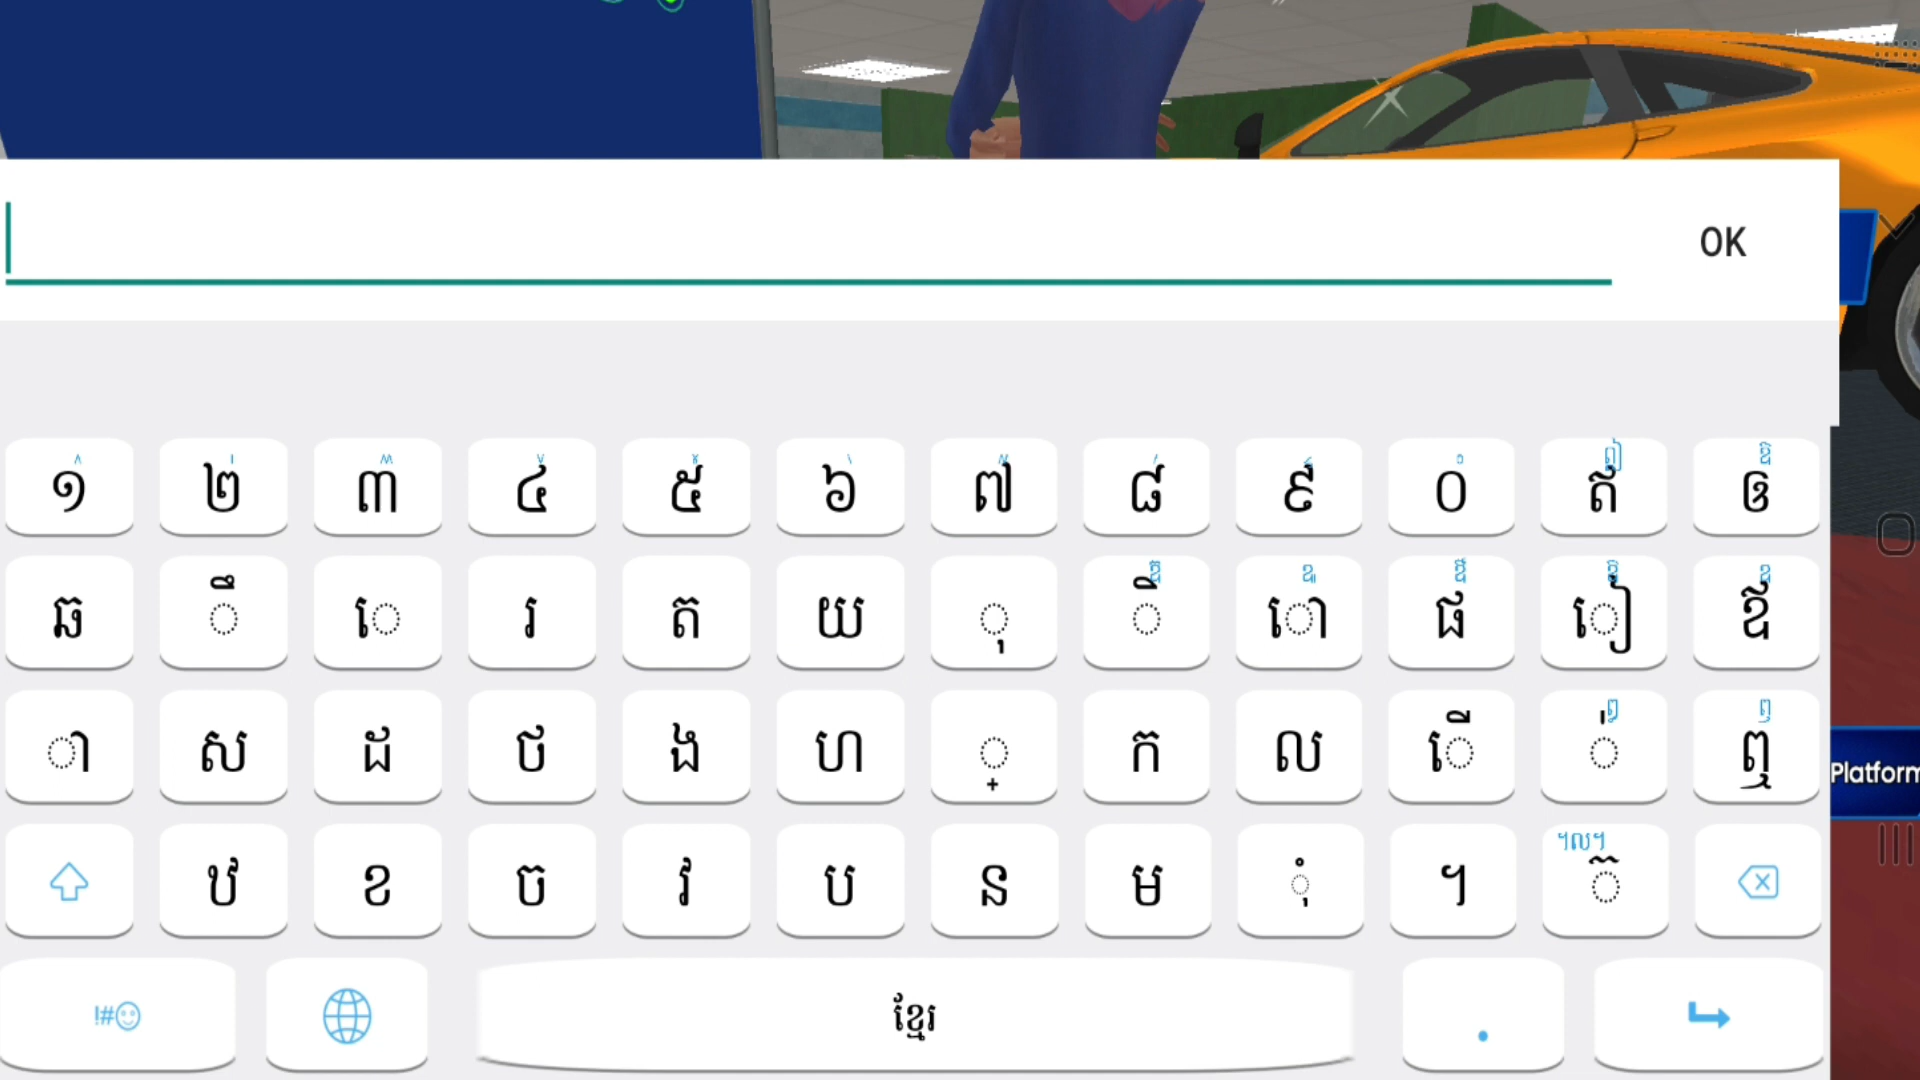 OK
១ ២ ៣ ៤ ៥ ៦ ៧ ៨ ៩ ០ ឥ ឲ
ឆ ឹ េ រ ត យ ុ ិ ោ ផ ៀ ឪ
ា ស ដ ថ ង ហ ្ ក ល ើ ់ ឮ
ឋ ខ ច វ ប ន ម ុំ ។ ៊
។ល។
!#
ខ្មែរ
.
Platform